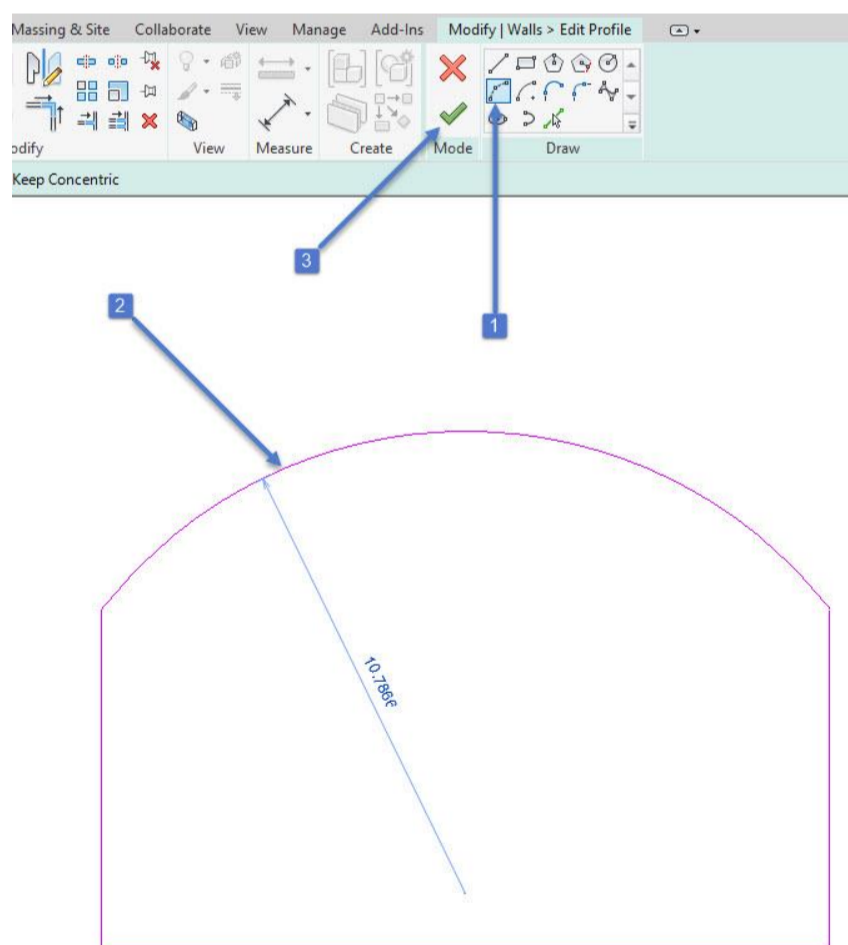 Massing & Site Collaborate View Manage Add-Ins Modify | Walls > Edit Profile
odify View Measure Create Mode Draw
Keep Concentric
3
2
1
10.7866